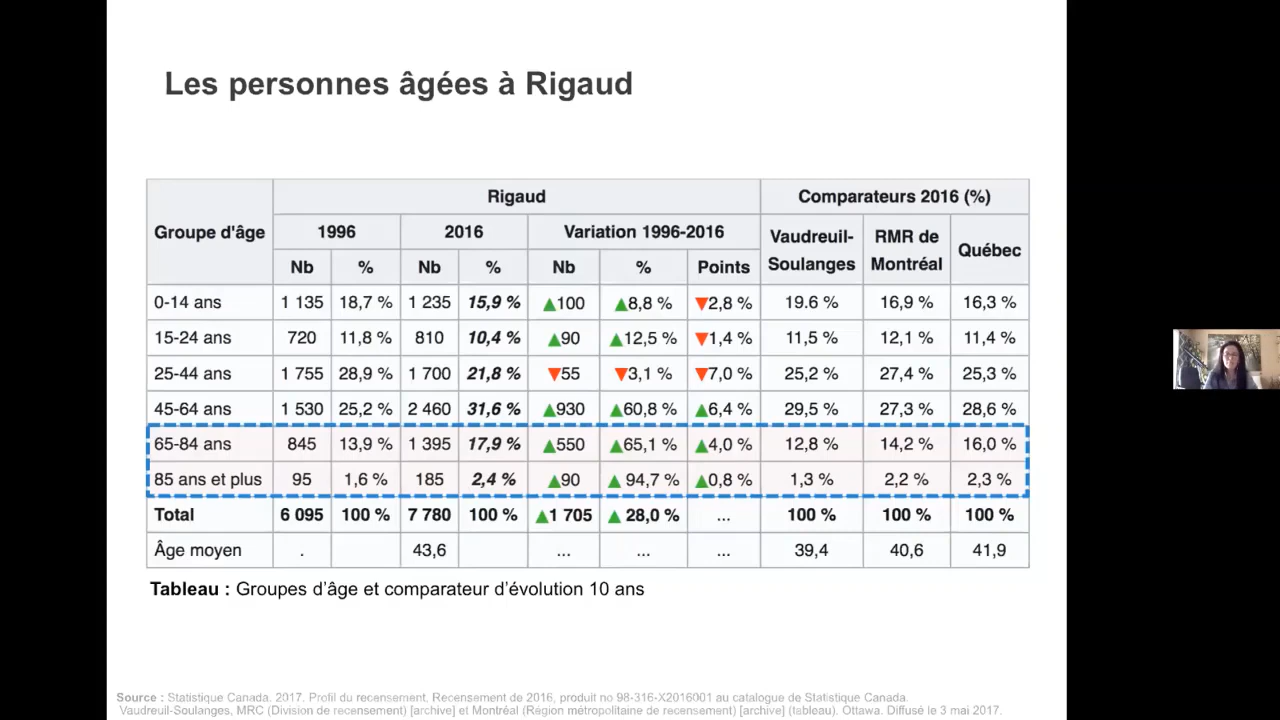 Les personnes âgées à Rigaud
Groupe d'âge Rigaud Comparateurs 2016 (%)
1996 2016 Variation 1996-2016 Vaudreuil-Soulanges RMR de Montréal Québec
Nb % Nb % Nb % Points
0-14 ans 1 135 18,7 % 1 235 15,9 % ▲100 ▲8,8 % ▼2,8 % 19.6 % 16,9 % 16,3 %
15-24 ans 720 11,8 % 810 10,4 % ▲90 ▲12,5 % ▼1,4 % 11,5 % 12,1 % 11,4 %
25-44 ans 1 755 28,9 % 1 700 21,8 % ▼55 ▼3,1 % ▼7,0 % 25,2 % 27,4 % 25,3 %
45-64 ans 1 530 25,2 % 2 460 31,6 % ▲930 ▲60,8 % ▲6,4 % 29,5 % 27,3 % 28,6 %
65-84 ans 845 13,9 % 1 395 17,9 % ▲550 ▲65,1 % ▲4,0 % 12,8 % 14,2 % 16,0 %
85 ans et plus 95 1,6 % 185 2,4 % ▲90 ▲ 94,7 % ▲0,8 % 1,3 % 2,2 % 2,3 %
Total 6 095 100 % 7 780 100 % ▲1 705 ▲ 28,0 % ... 100 % 100 % 100 %
Âge moyen . 43,6 ... ... ... 39,4 40,6 41,9
Tableau : Groupes d'âge et comparateur d'évolution 10 ans
Source : Statistique Canada. 2017. Profil du recensement, Recensement de 2016, produit no 98-316-X2016001 au catalogue de Statistique Canada.
Vaudreuil-Soulanges, MRC (Division de recensement) [archive] et Montréal (Région métropolitaine de recensement) [archive] (tableau). Ottawa. Diffusé le 3 mai 2017.